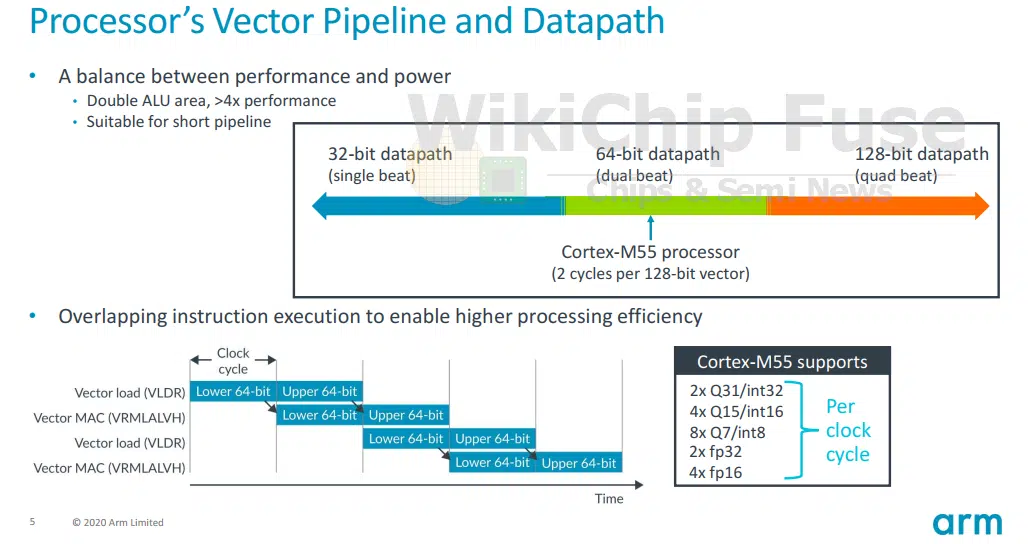 Processor's Vector Pipeline and Datapath
• A balance between performance and power
• Double ALU area, >4x performance
• Suitable for short pipeline
WikiChip Fuse
Chips & Semi News
32-bit datapath
(single beat)
64-bit datapath
(dual beat)
128-bit datapath
(quad beat)
Cortex-M55 processor
(2 cycles per 128-bit vector)
• Overlapping instruction execution to enable higher processing efficiency
Clock
cycle
Vector load (VLDR)
Lower 64-bit
Upper 64-bit
Vector MAC (VRMLALVH)
Lower 64-bit
Upper 64-bit
Vector load (VLDR)
Lower 64-bit
Upper 64-bit
Vector MAC (VRMLALVH)
Lower 64-bit
Upper 64-bit
Time
Cortex-M55 supports
2x Q31/int32
4x Q15/int16
8x Q7/int8
2x fp32
4x fp16
Per
clock
cycle
5 © 2020 Arm Limited
arm